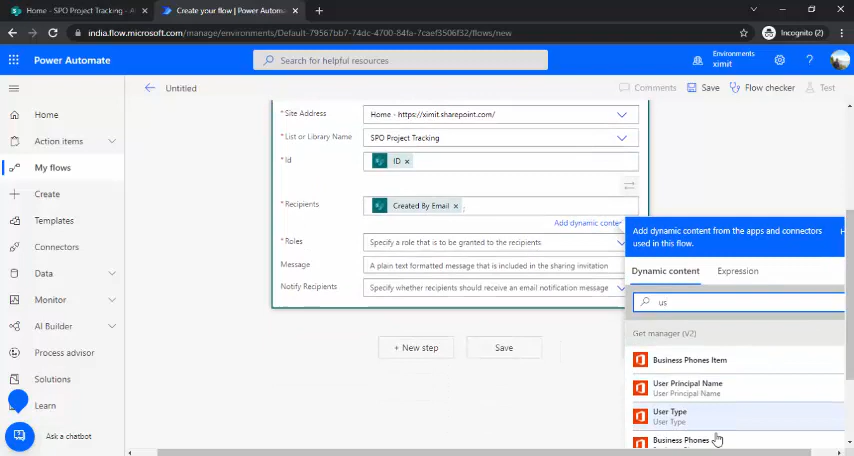 Home - SPO Project Tracking - A
Create your flow | Power Automate
india.flow.microsoft.com/manage/environments/Default-79567bb7-74dc-4700-84fa-7caef3506f32/flows/new
Incognito (2)
Power Automate
Search for helpful resources
Environments
ximit
Untitled
Comments
Save
Flow checker
Test
Home
Action items
My flows
Create
Templates
Connectors
Data
Monitor
AI Builder
Process advisor
Solutions
Learn
Ask a chatbot
* Site Address
Home - https://ximit.sharepoint.com/
* List or Library Name
SPO Project Tracking
* Id
ID
* Recipients
Created By Email ;
Add dynamic conter
* Roles
Specify a role that is to be granted to the recipients
Message
A plain text formatted message that is included in the sharing invitation
Notify Recipients
Specify whether recipients should receive an email notification message
+ New step
Save
Add dynamic content from the apps and connectors
used in this flow.
H
Dynamic content
Expression
us
Get manager (V2)
Business Phones Item
User Principal Name
User Principal Name
User Type
User Type
Business Phones